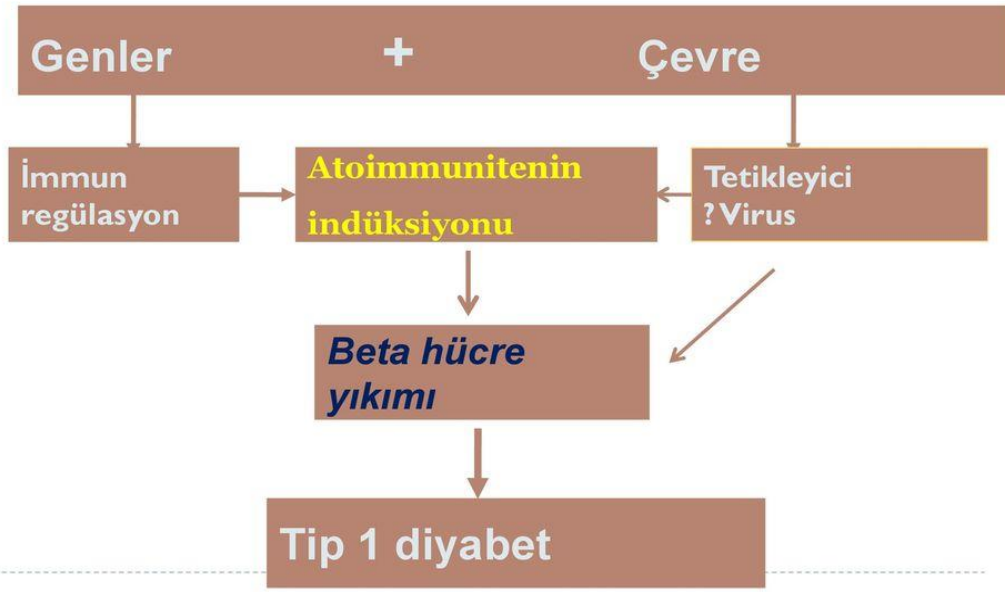 Genler + Çevre
İmmun
regülasyon
Atoimmunitenin
indüksiyonu
Tetikleyici
? Virus
Beta hücre
yıkımı
Tip 1 diyabet